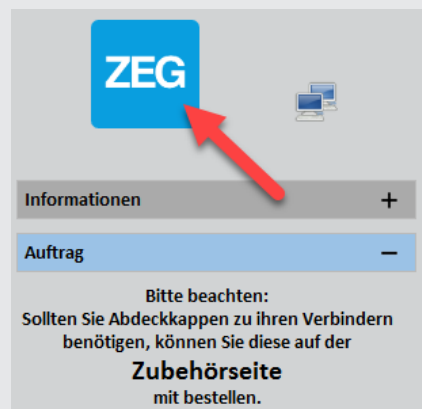 ZEG
Informationen +
Auftrag −
Bitte beachten:
Sollten Sie Abdeckkappen zu ihren Verbindern
benötigen, können Sie diese auf der
Zubehörseite
mit bestellen.